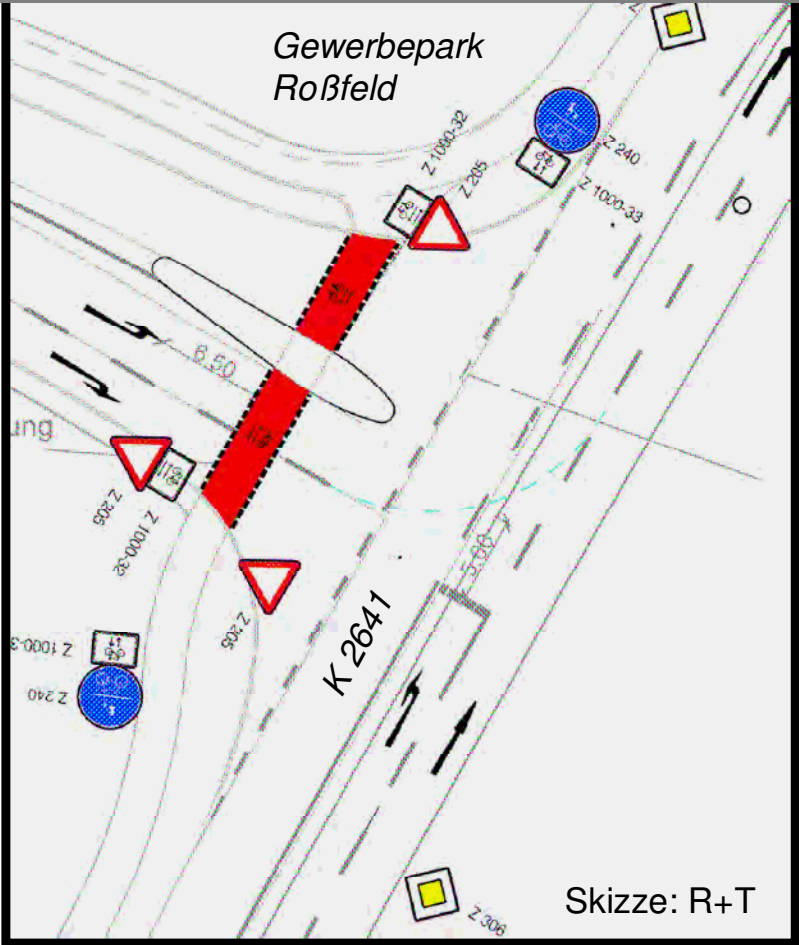 Gewerbepark
Roßfeld
Z 1000-32
Z 205
Z 240
Z 1000-33
6.50
ung
Z 205
Z 1000-32
Z 205
5.00
K 2641
Z 1000-3
Z 240
Z 306
Skizze: R+T